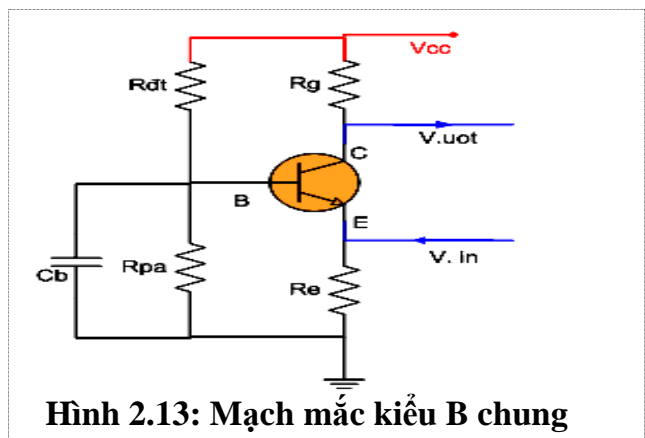 Vcc
Rđt
Rg
V.uot
C
B
E
V. in
Cb
Rpa
Re
Hình 2.13: Mạch mắc kiểu B chung